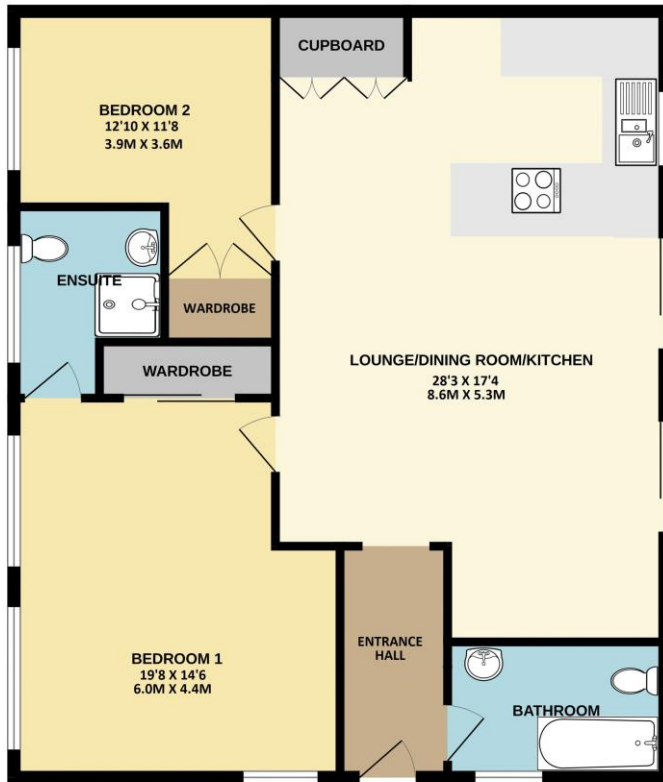 CUPBOARD
BEDROOM 2
12'10 X 11'8
3.9M X 3.6M
ENSUITE
WARDROBE
WARDROBE
LOUNGE/DINING ROOM/KITCHEN
28'3 X 17'4
8.6M X 5.3M
BEDROOM 1
19'8 X 14'6
6.0M X 4.4M
ENTRANCE
HALL
BATHROOM